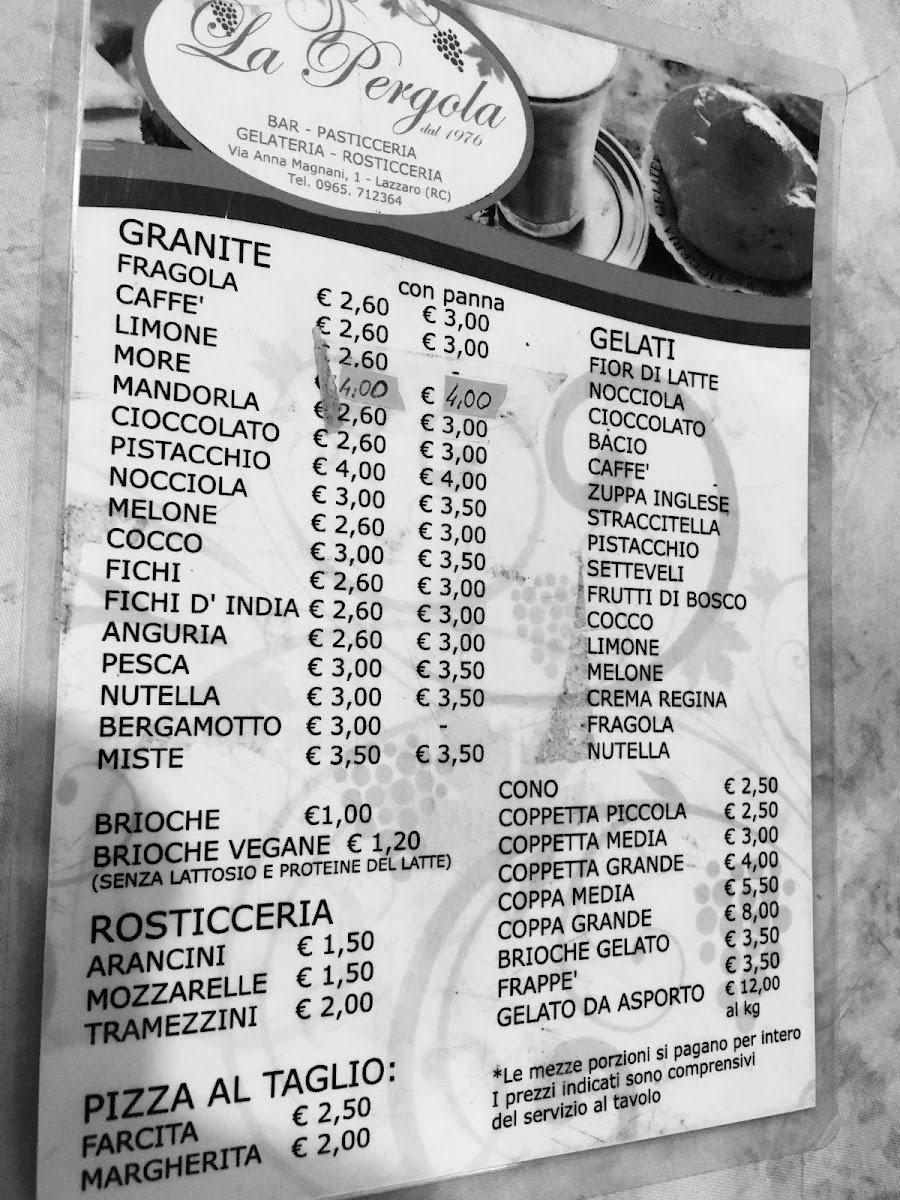 La Pergola
dal 1976
BAR - PASTICCERIA
GELATERIA - ROSTICCERIA
Via Anna Magnani, 1 - Lazzaro (RC)
Tel. 0965. 712364
GRANITE
con panna
FRAGOLA € 2,60 € 3,00
CAFFE' € 2,60 € 3,00
LIMONE € 2,60 -
MORE € 4,00 € 4,00
MANDORLA € 2,60 € 3,00
CIOCCOLATO € 2,60 € 3,00
PISTACCHIO € 4,00 € 4,00
NOCCIOLA € 3,00 € 3,50
MELONE € 2,60 € 3,00
COCCO € 3,00 € 3,50
FICHI € 2,60 € 3,00
FICHI D' INDIA € 2,60 € 3,00
ANGURIA € 2,60 € 3,00
PESCA € 3,00 € 3,50
NUTELLA € 3,00 € 3,50
BERGAMOTTO € 3,00 -
MISTE € 3,50 € 3,50
BRIOCHE €1,00
BRIOCHE VEGANE € 1,20
(SENZA LATTOSIO E PROTEINE DEL LATTE)
ROSTICCERIA
ARANCINI € 1,50
MOZZARELLE € 1,50
TRAMEZZINI € 2,00
PIZZA AL TAGLIO:
FARCITA € 2,50
MARGHERITA € 2,00
GELATI
FIOR DI LATTE
NOCCIOLA
CIOCCOLATO
BACIO
CAFFE'
ZUPPA INGLESE
STRACCITELLA
PISTACCHIO
SETTEVELI
FRUTTI DI BOSCO
COCCO
LIMONE
MELONE
CREMA REGINA
FRAGOLA
NUTELLA
CONO € 2,50
COPPETTA PICCOLA € 2,50
COPPETTA MEDIA € 3,00
COPPETTA GRANDE € 4,00
COPPA MEDIA € 5,50
COPPA GRANDE € 8,00
BRIOCHE GELATO € 3,50
FRAPPE' € 3,50
GELATO DA ASPORTO € 12,00
al kg
*Le mezze porzioni si pagano per intero
I prezzi indicati sono comprensivi
del servizio al tavolo